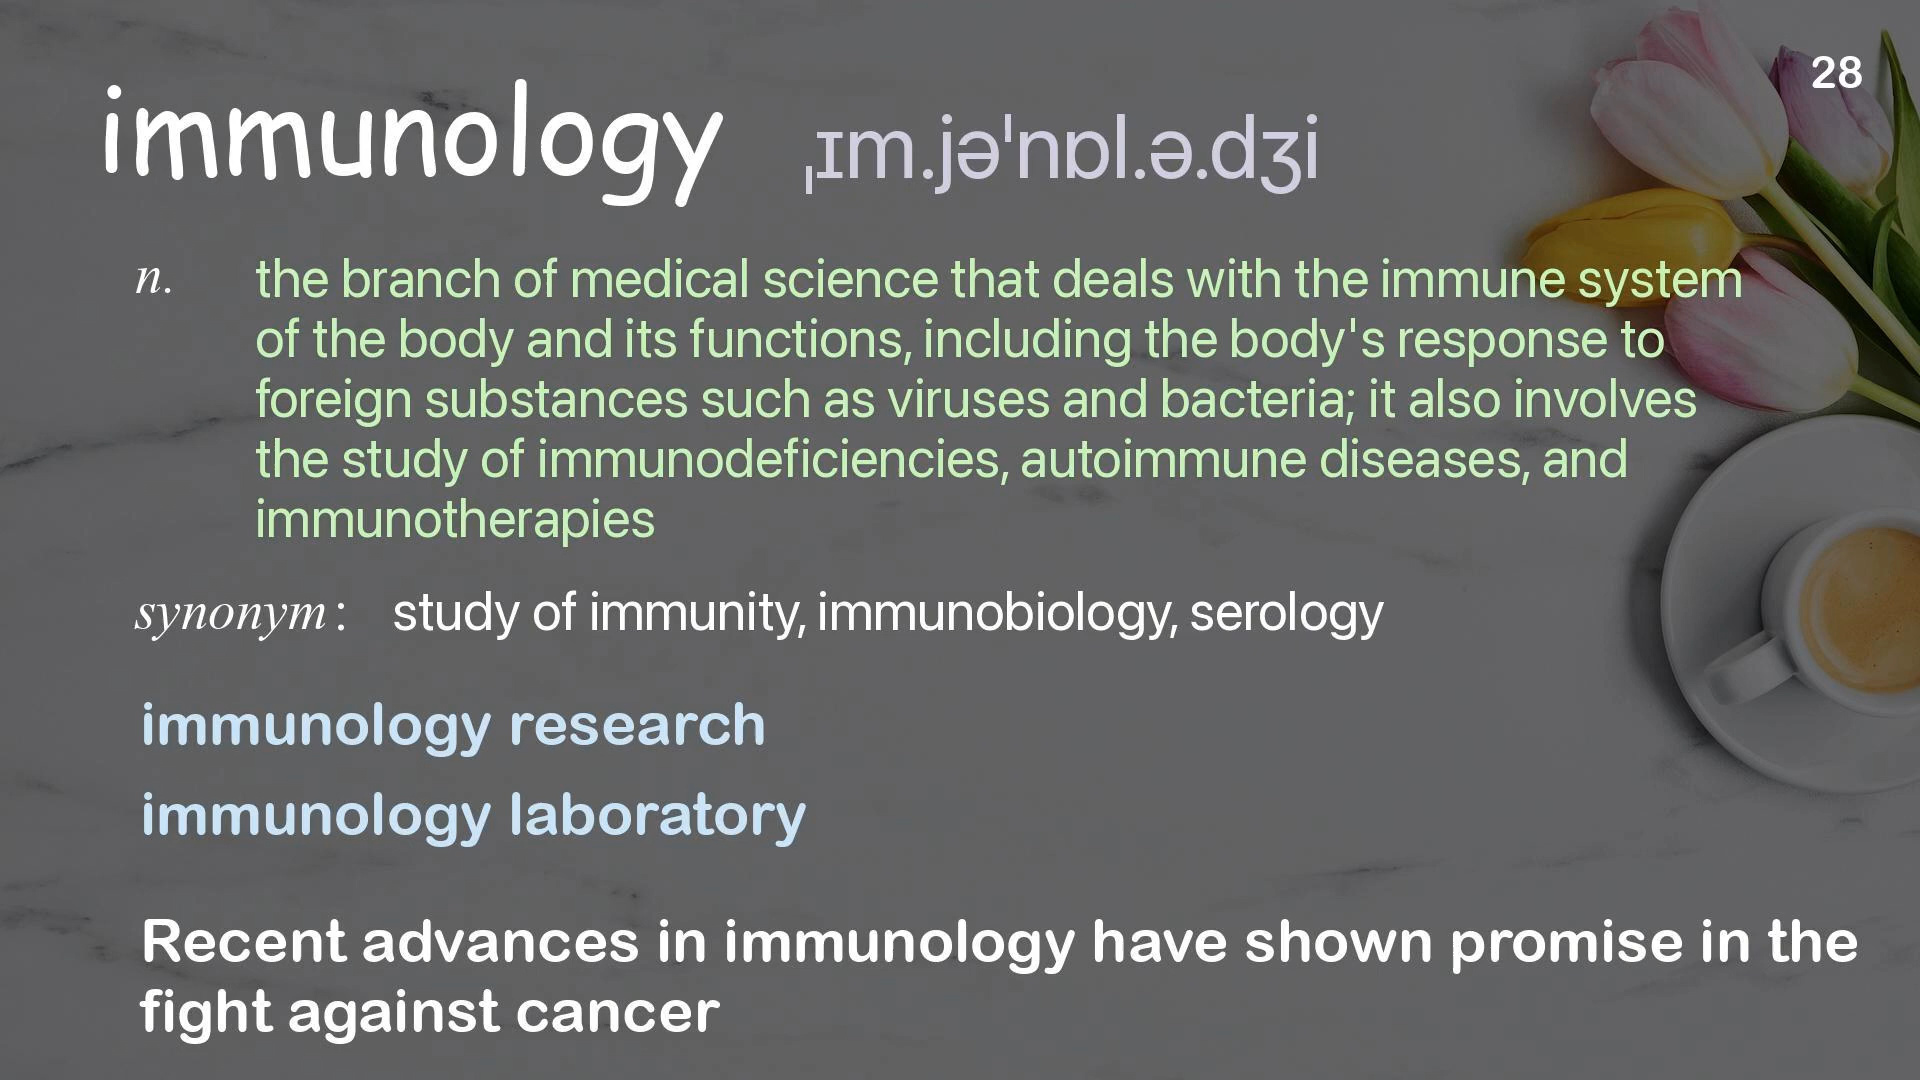 28
immunology ˌɪm.jəˈnɒl.ə.dʒi
n. the branch of medical science that deals with the immune system
of the body and its functions, including the body's response to
foreign substances such as viruses and bacteria; it also involves
the study of immunodeficiencies, autoimmune diseases, and
immunotherapies
synonym: study of immunity, immunobiology, serology
immunology research
immunology laboratory
Recent advances in immunology have shown promise in the
fight against cancer